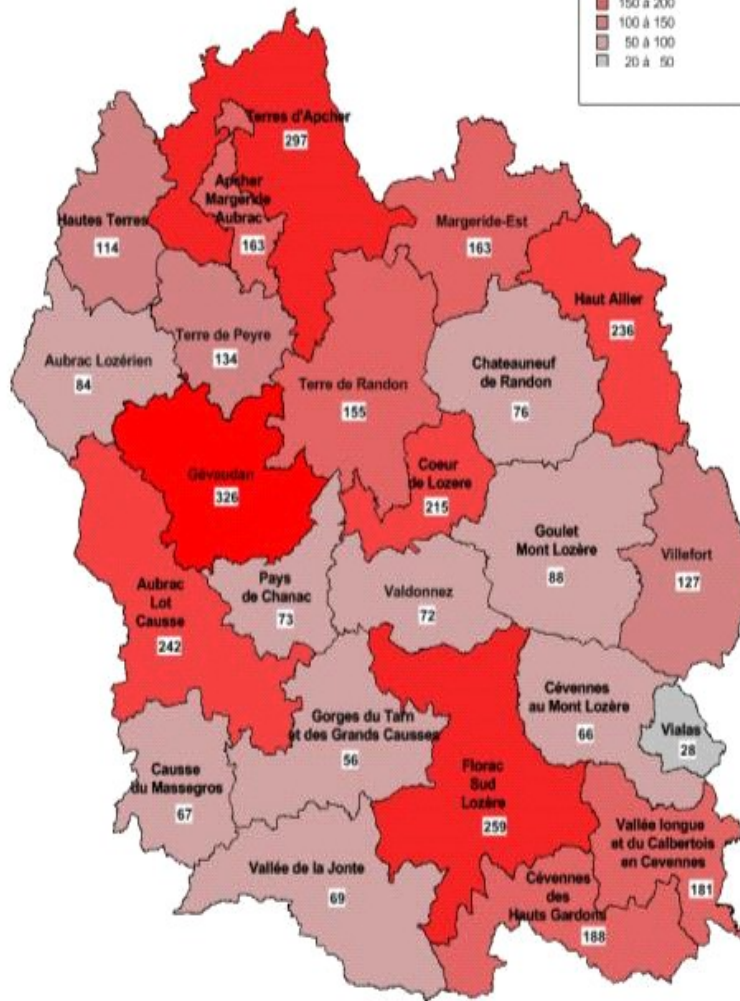 150 à 200
100 à 150
50 à 100
20 à 50
Terres d'Apcher
297
Apsher
Margeride
Aubrac
163
Hautes Terres
114
Margeride-Est
163
Haut Allier
236
Terre de Peyre
134
Aubrac Lozérien
84
Terre de Randon
155
Chateauneuf
de Randon
76
Gévaudan
326
Coeur
de Lozere
215
Goulet
Mont Lozère
88
Villefort
127
Aubrac
Lot
Causse
242
Pays
de Chanac
73
Valdonnez
72
Cévennes
au Mont Lozère
66
Vialas
28
Gorges du Tarn
et des Grands Causses
56
Causse
du Massegros
67
Florac
Sud
Lozère
259
Vallée longue
et du Calbertois
en Cevennes
181
Vallée de la Jonte
69
Cévennes
des
Hauts Gardons
188